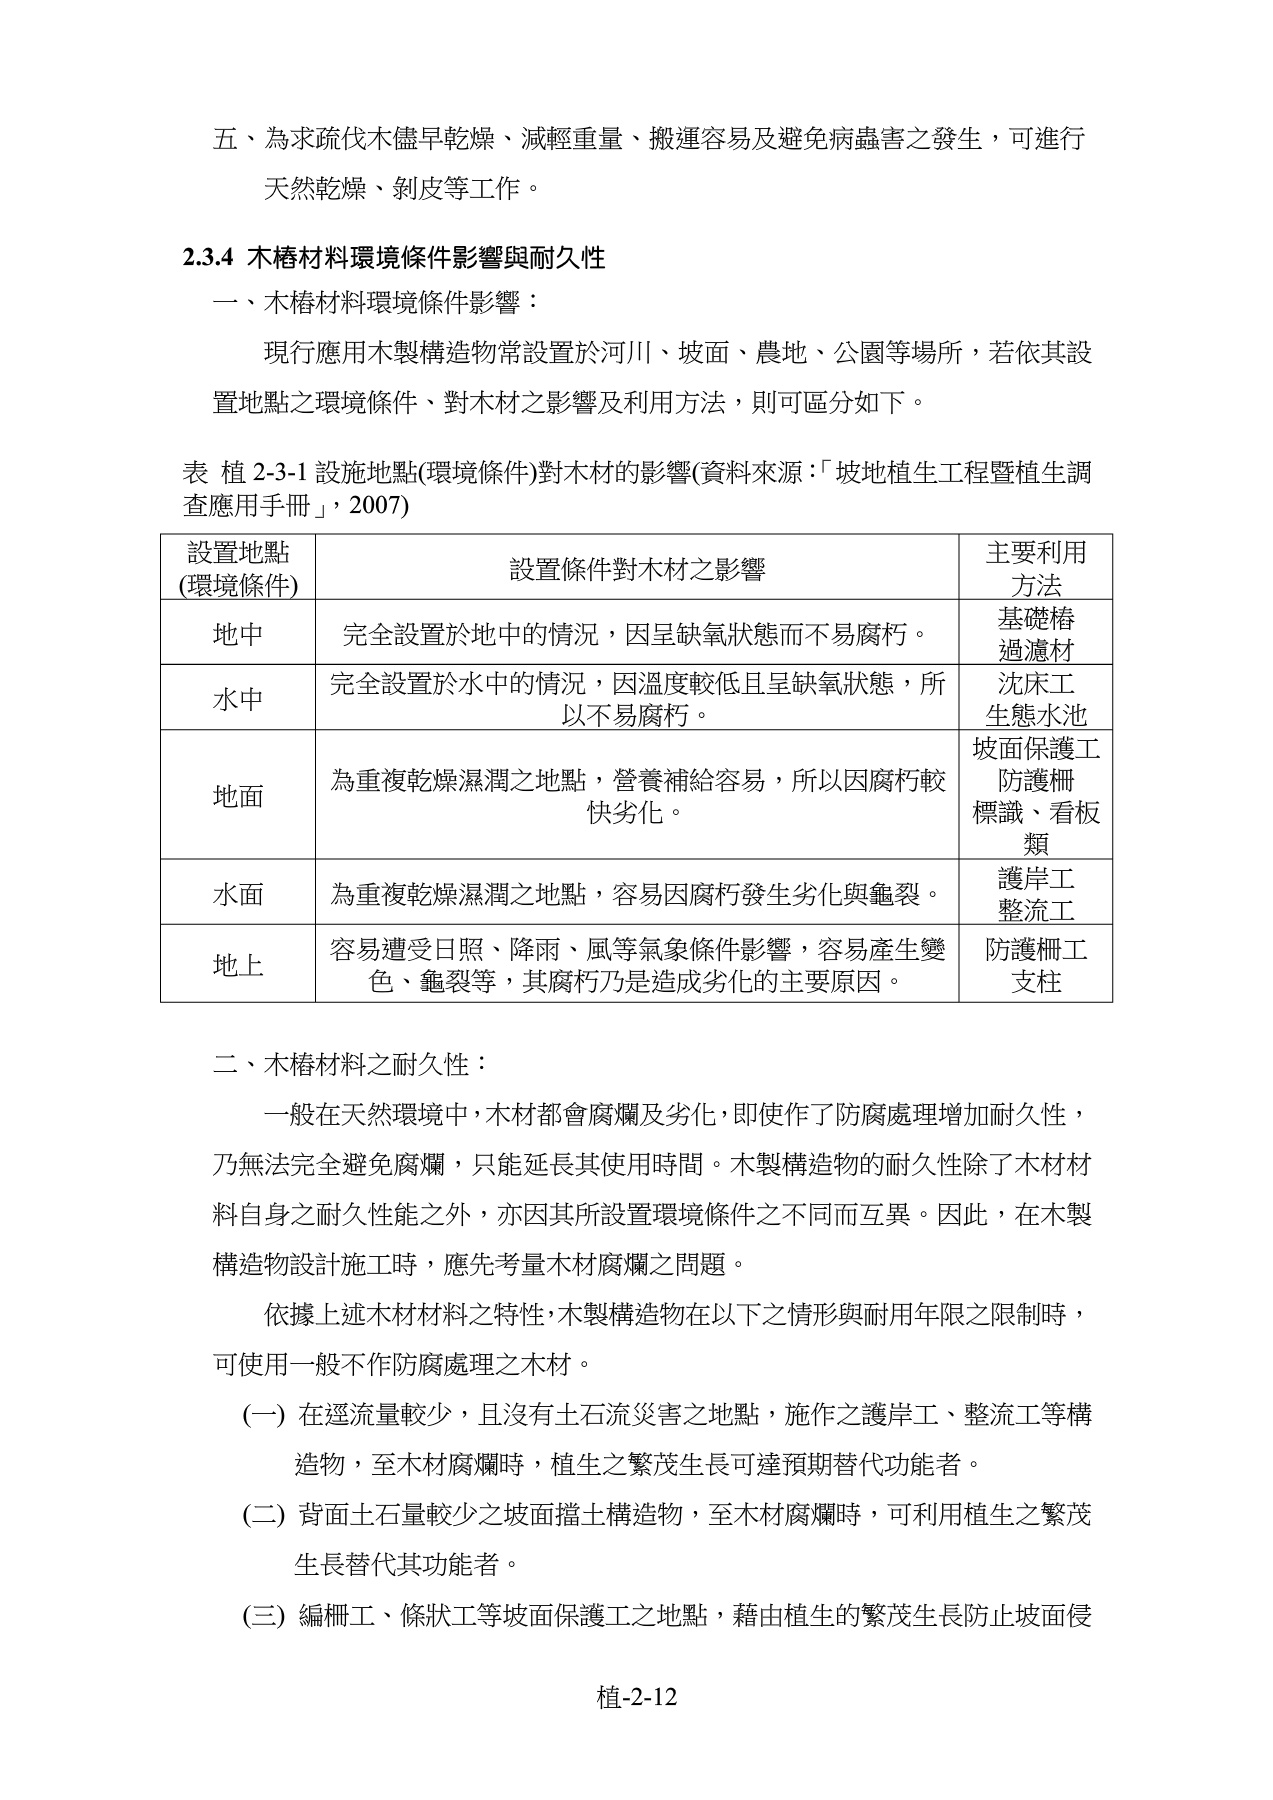 五、為求疏伐木儘早乾燥、減輕重量、搬運容易及避免病蟲害之發生，可進行
天然乾燥、剝皮等工作。
2.3.4 木樁材料環境條件影響與耐久性
一、木樁材料環境條件影響：
現行應用木製構造物常設置於河川、坡面、農地、公園等場所，若依其設
置地點之環境條件、對木材之影響及利用方法，則可區分如下。
表 植 2-3-1 設施地點(環境條件)對木材的影響(資料來源：「坡地植生工程暨植生調
查應用手冊」，2007)
設置地點
(環境條件)
設置條件對木材之影響
主要利用
方法
地中
完全設置於地中的情況，因呈缺氧狀態而不易腐朽。
基礎樁
過濾材
水中
完全設置於水中的情況，因溫度較低且呈缺氧狀態，所
以不易腐朽。
沈床工
生態水池
地面
為重複乾燥濕潤之地點，營養補給容易，所以因腐朽較
快劣化。
坡面保護工
防護柵
標識、看板
類
水面
為重複乾燥濕潤之地點，容易因腐朽發生劣化與龜裂。
護岸工
整流工
地上
容易遭受日照、降雨、風等氣象條件影響，容易產生變
色、龜裂等，其腐朽乃是造成劣化的主要原因。
防護柵工
支柱
二、木樁材料之耐久性：
一般在天然環境中，木材都會腐爛及劣化，即使作了防腐處理增加耐久性，
乃無法完全避免腐爛，只能延長其使用時間。木製構造物的耐久性除了木材材
料自身之耐久性能之外，亦因其所設置環境條件之不同而互異。因此，在木製
構造物設計施工時，應先考量木材腐爛之問題。
依據上述木材材料之特性，木製構造物在以下之情形與耐用年限之限制時，
可使用一般不作防腐處理之木材。
(一) 在逕流量較少，且沒有土石流災害之地點，施作之護岸工、整流工等構
造物，至木材腐爛時，植生之繁茂生長可達預期替代功能者。
(二) 背面土石量較少之坡面擋土構造物，至木材腐爛時，可利用植生之繁茂
生長替代其功能者。
(三) 編柵工、條狀工等坡面保護工之地點，藉由植生的繁茂生長防止坡面侵
植-2-12